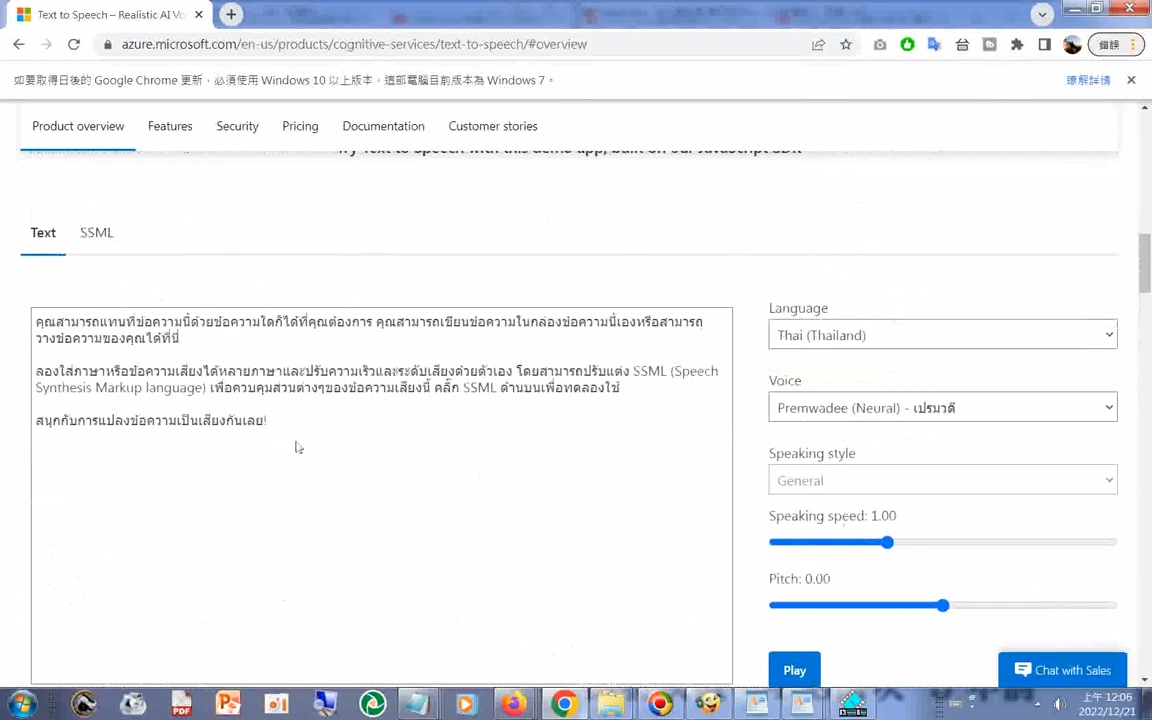 Text to Speech – Realistic AI Vo
azure.microsoft.com/en-us/products/cognitive-services/text-to-speech/#overview
錯誤
如要取得日後的 Google Chrome 更新，必須使用 Windows 10 以上版本，這部電腦目前版本為 Windows 7。
瞭解詳情
Product overview
Features
Security
Pricing
Documentation
Customer stories
Try Text to Speech with this demo app, built on our JavaScript SDK
Text
SSML
คุณสามารถแทนที่ข้อความนี้ด้วยข้อความใดก็ได้ที่คุณต้องการ คุณสามารถเขียนข้อความในกล่องข้อความนี้เองหรือสามารถ
วางข้อความของคุณได้ที่นี่
ลองใส่ภาษาหรือข้อความเสียงได้หลายภาษาและปรับความเร็วและระดับเสียงด้วยตัวเอง โดยสามารถปรับแต่ง SSML (Speech
Synthesis Markup language) เพื่อควบคุมส่วนต่างๆของข้อความเสียงนี้ คลิ๊ก SSML ด้านบนเพื่อทดลองใช้
สนุกกับการแปลงข้อความเป็นเสียงกันเลย!
Language
Thai (Thailand)
Voice
Premwadee (Neural) - เปรมวดี
Speaking style
General
Speaking speed: 1.00
Pitch: 0.00
Play
Chat with Sales
PDF
上午 12:06
2022/12/21